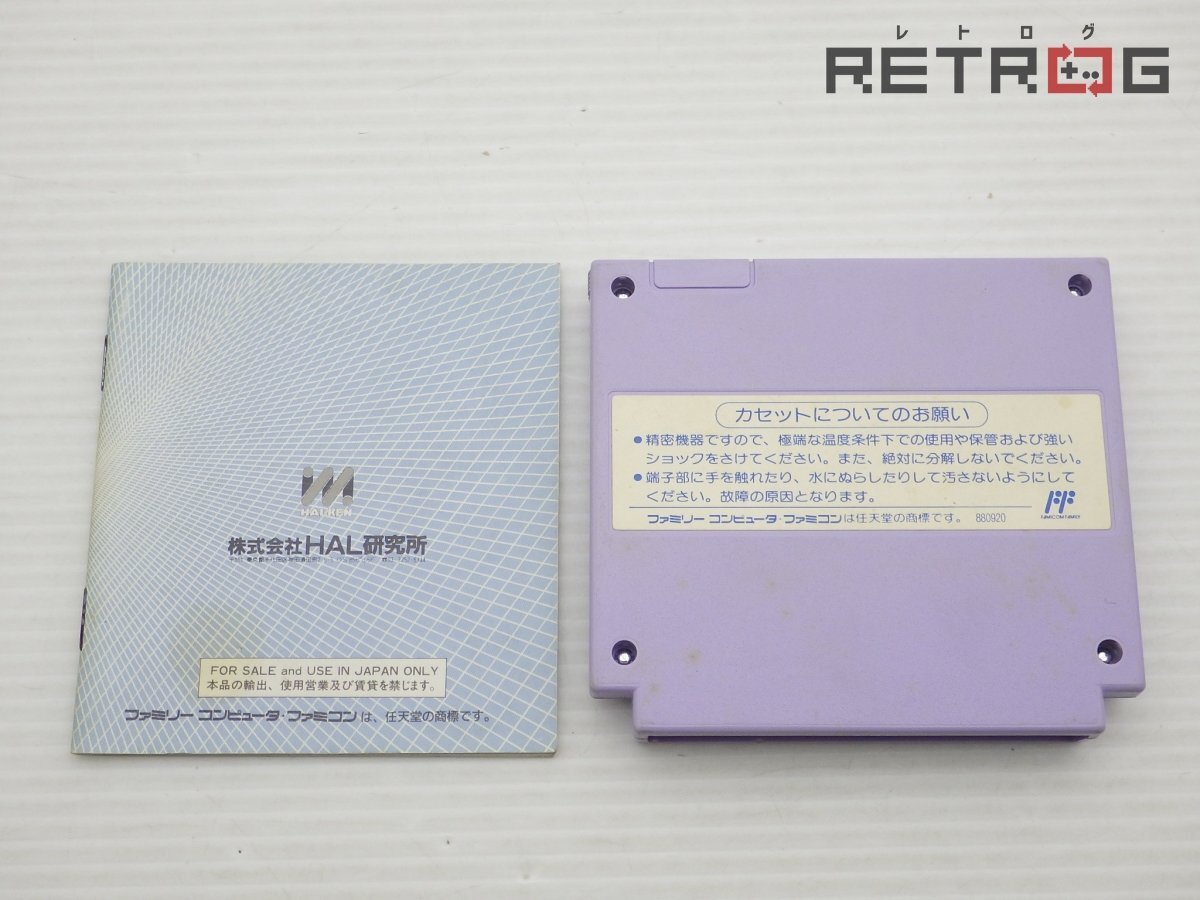 レトログ
RETROG
HALKEN
株式会社HAL研究所
FOR SALE and USE IN JAPAN ONLY
本品の輸出、使用営業及び賃貸を禁じます。
ファミリー コンピュータ・ファミコンは、任天堂の商標です。
カセットについてのお願い
●精密機器ですので、極端な温度条件下での使用や保管および強い
ショックをさけてください。また、絶対に分解しないでください。
●端子部に手を触れたり、水にぬらしたりして汚さないようにして
ください。故障の原因となります。
ファミリー コンピュータ・ファミコンは任天堂の商標です。 880920
FAMICOM FAMILY